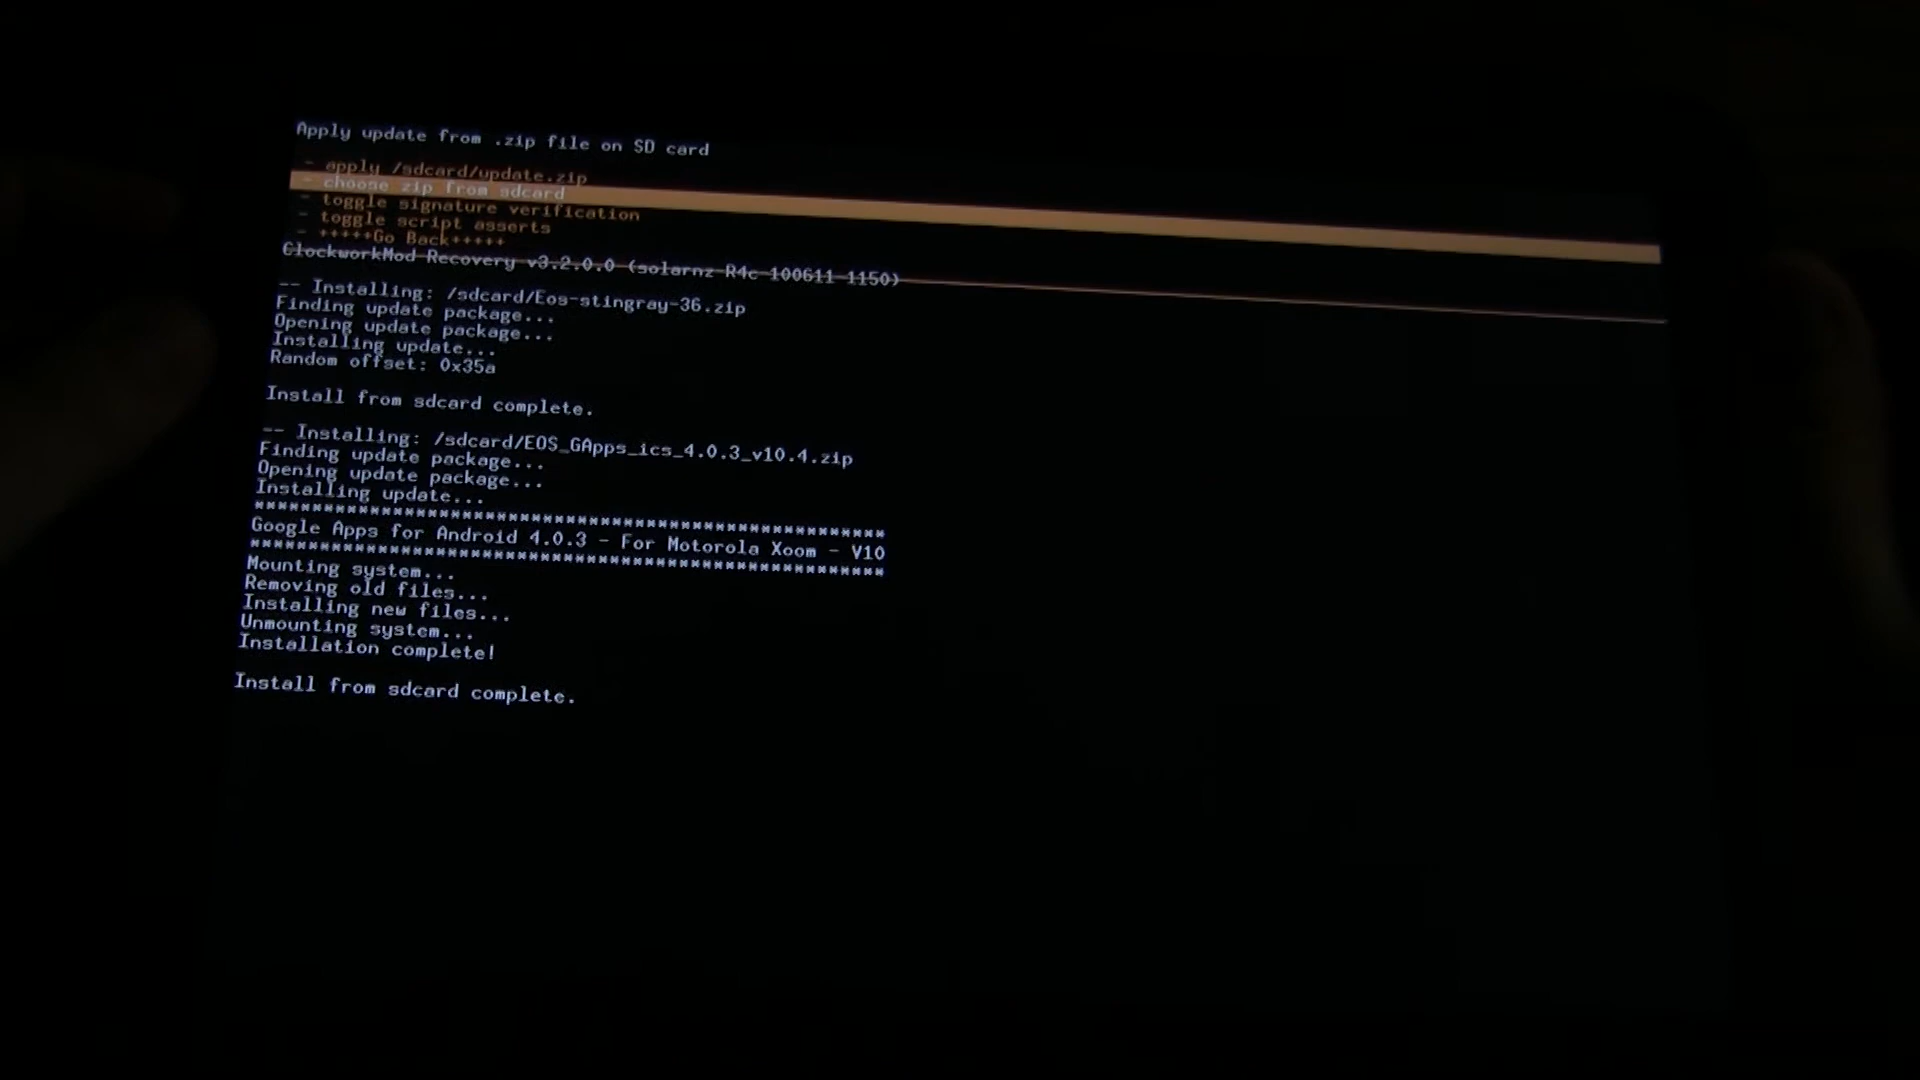 Apply update from .zip file on SD card
- apply /sdcard/update.zip
- choose zip from sdcard
- toggle signature verification
- toggle script asserts
- +++++Go Back+++++
ClockworkMod Recovery v3.2.0.0 (solarnz-R4c-100611-1150)
-- Installing: /sdcard/Eos-stingray-36.zip
Finding update package...
Opening update package...
Installing update...
Random offset: 0x35a
Install from sdcard complete.
-- Installing: /sdcard/EOS_GApps_ics_4.0.3_v10.4.zip
Finding update package...
Opening update package...
Installing update...
*******************************************************
Google Apps for Android 4.0.3 - For Motorola Xoom - V10
*******************************************************
Mounting system...
Removing old files...
Installing new files...
Unmounting system...
Installation complete!
Install from sdcard complete.